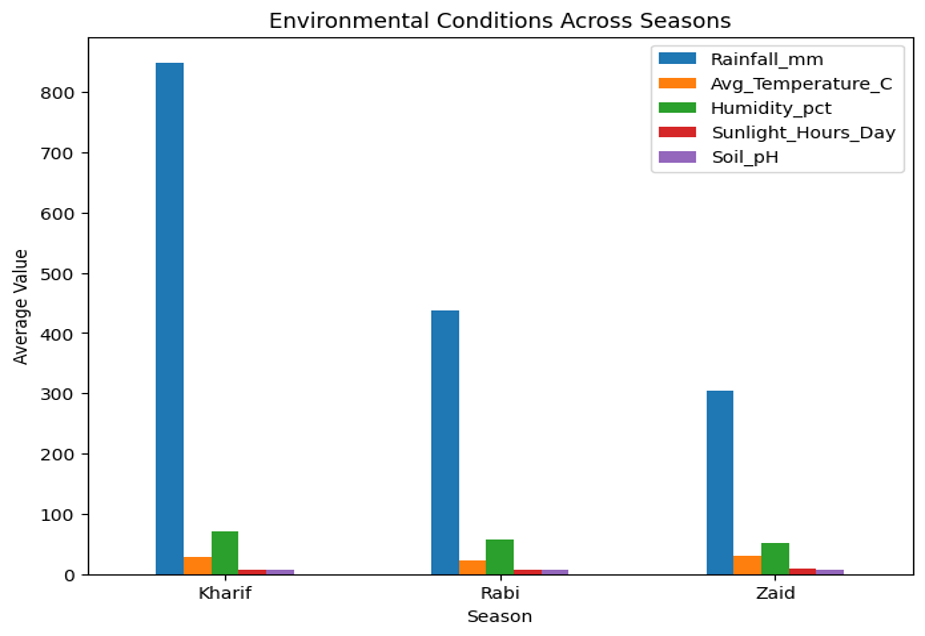 Environmental Conditions Across Seasons
Rainfall_mm
Avg_Temperature_C
Humidity_pct
Sunlight_Hours_Day
Soil_pH
Average Value
800
700
600
500
400
300
200
100
0
Kharif
Rabi
Zaid
Season